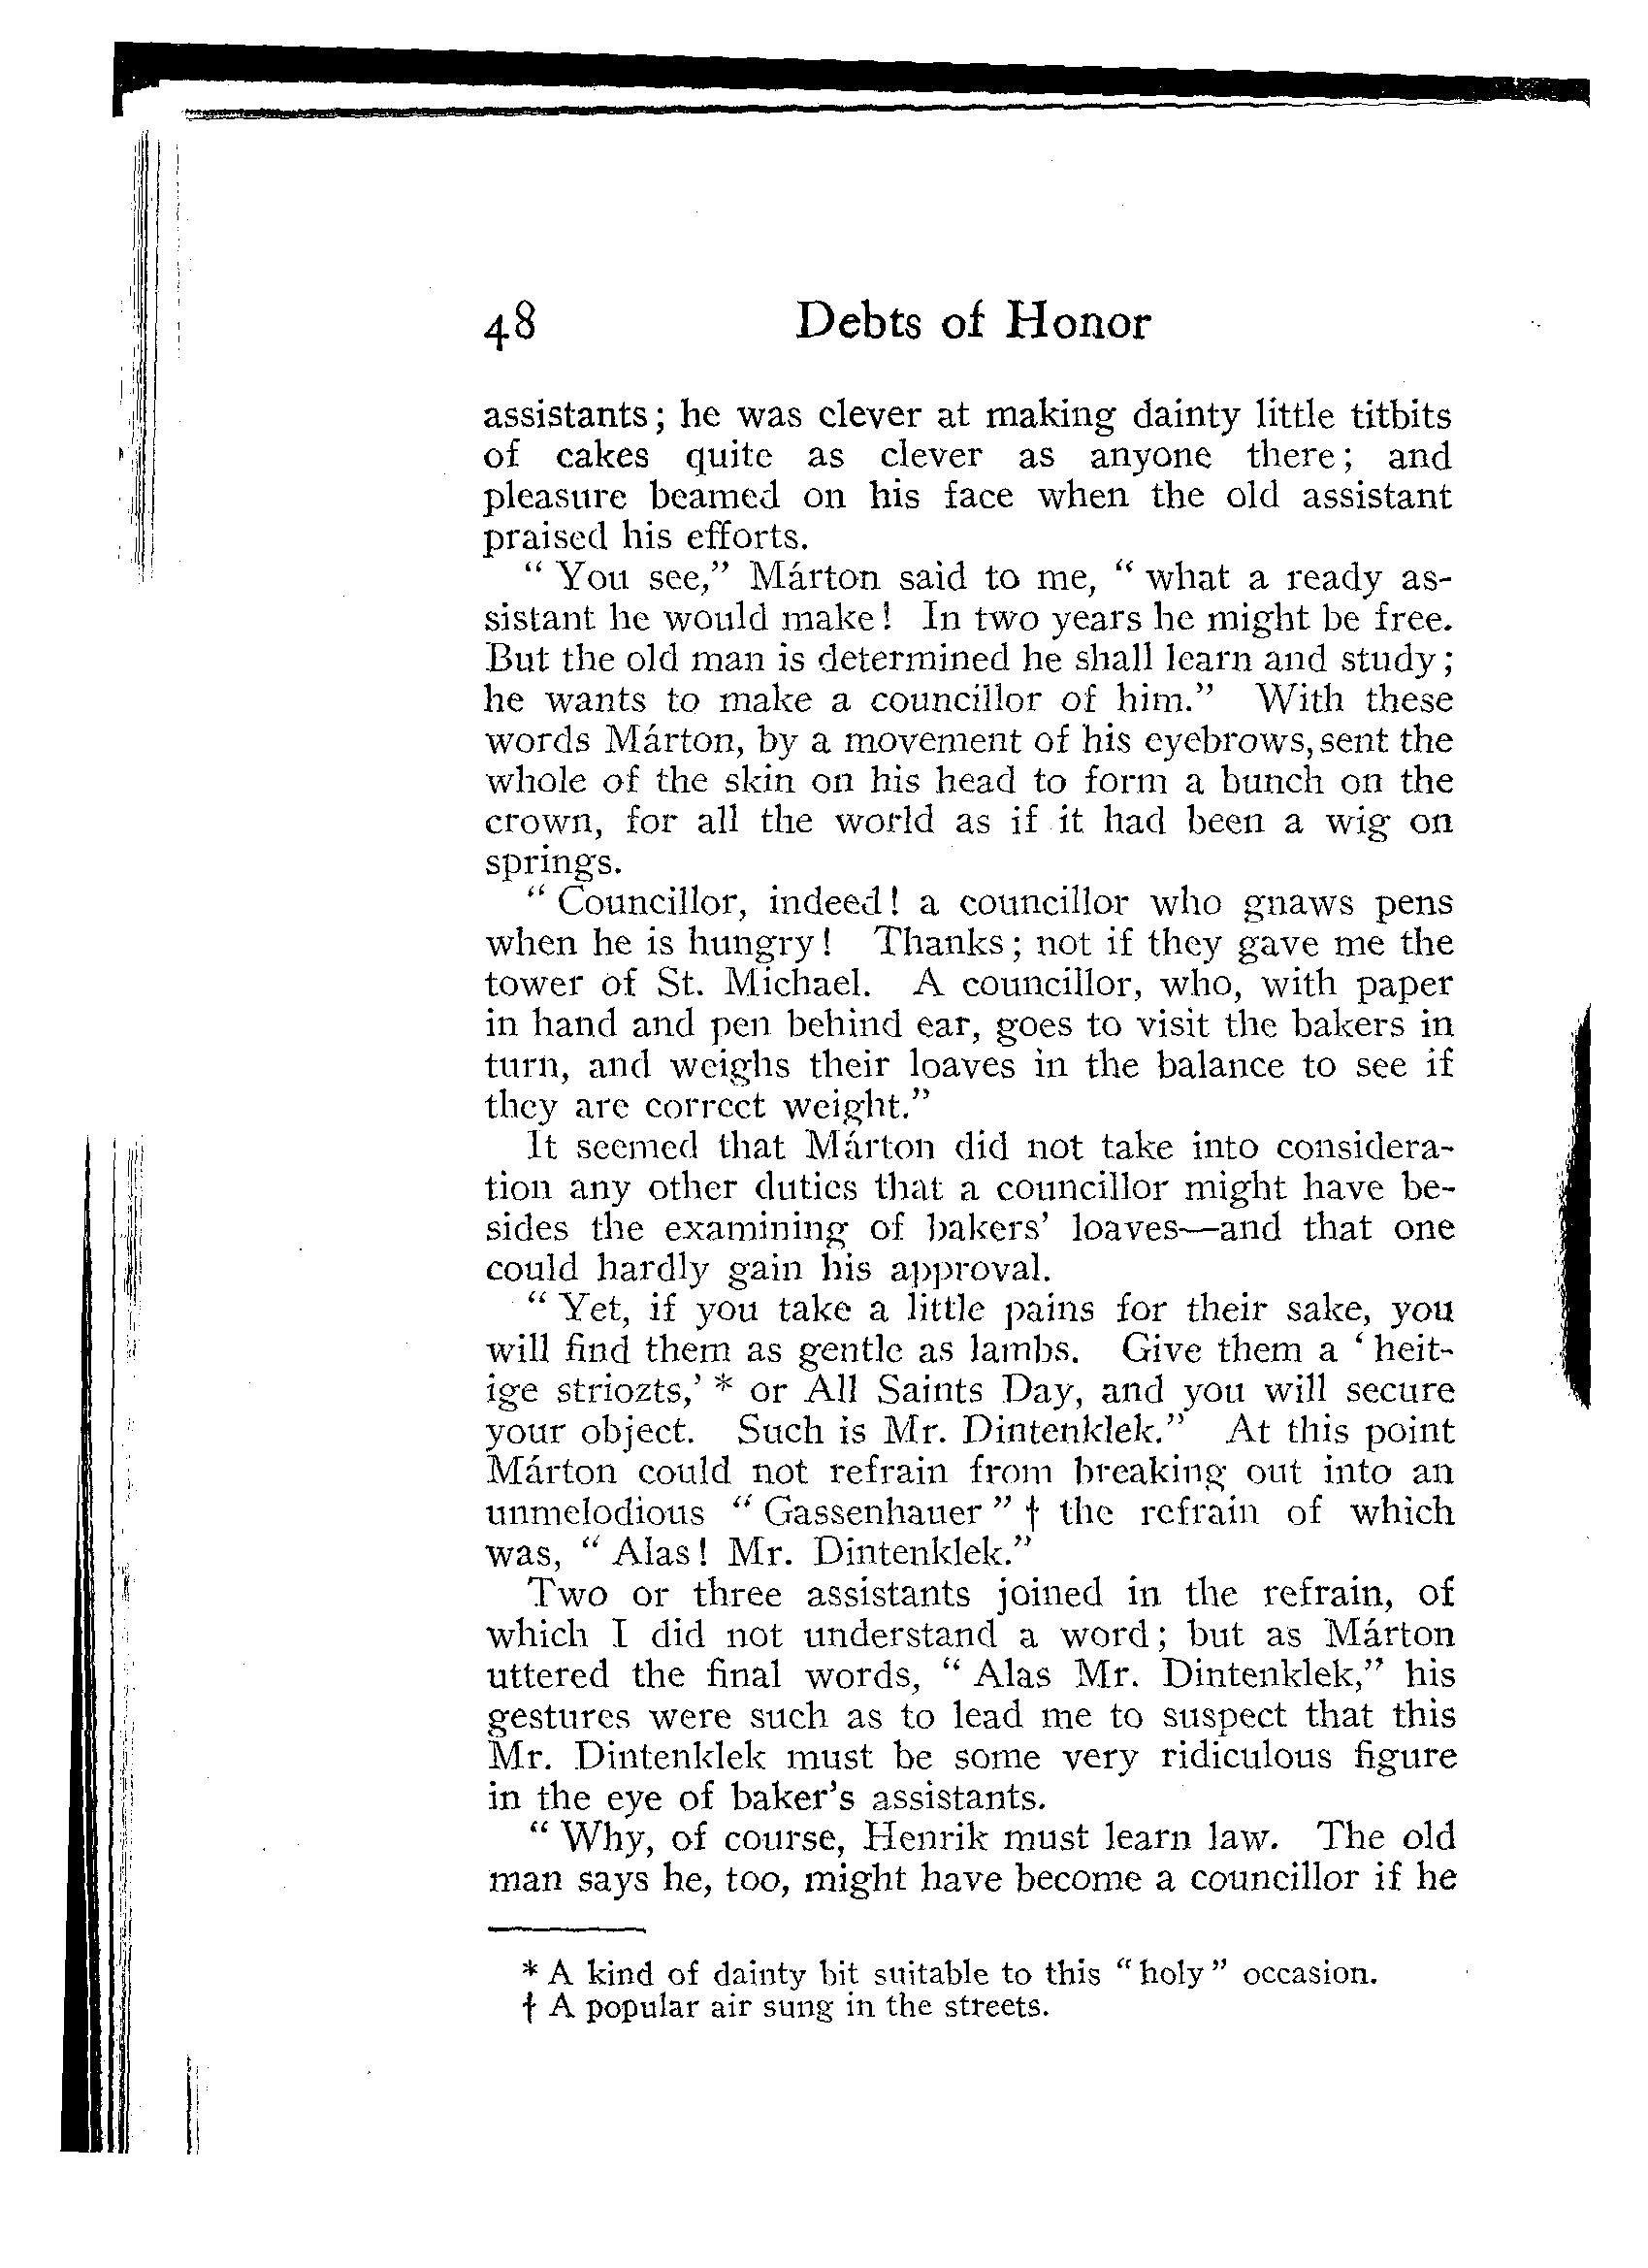 48 Debts of Honor
assistants; he was clever at making dainty little titbits
of cakes quite as clever as anyone there; and
pleasure beamed on his face when the old assistant
praised his efforts.
" You see," Márton said to me, " what a ready as-
sistant he would make! In two years he might be free.
But the old man is determined he shall learn and study;
he wants to make a councillor of him." With these
words Márton, by a movement of his eyebrows, sent the
whole of the skin on his head to form a bunch on the
crown, for all the world as if it had been a wig on
springs.
" Councillor, indeed! a councillor who gnaws pens
when he is hungry! Thanks; not if they gave me the
tower of St. Michael. A councillor, who, with paper
in hand and pen behind ear, goes to visit the bakers in
turn, and weighs their loaves in the balance to see if
they are correct weight."
It seemed that Márton did not take into considera-
tion any other duties that a councillor might have be-
sides the examining of bakers' loaves—and that one
could hardly gain his approval.
" Yet, if you take a little pains for their sake, you
will find them as gentle as lambs. Give them a ' heit-
ige striozts,' * or All Saints Day, and you will secure
your object. Such is Mr. Dintenklek." At this point
Márton could not refrain from breaking out into an
unmelodious " Gassenhauer " † the refrain of which
was, " Alas! Mr. Dintenklek."
Two or three assistants joined in the refrain, of
which I did not understand a word; but as Márton
uttered the final words, " Alas Mr. Dintenklek," his
gestures were such as to lead me to suspect that this
Mr. Dintenklek must be some very ridiculous figure
in the eye of baker's assistants.
" Why, of course, Henrik must learn law. The old
man says he, too, might have become a councillor if he
* A kind of dainty bit suitable to this " holy " occasion.
† A popular air sung in the streets.